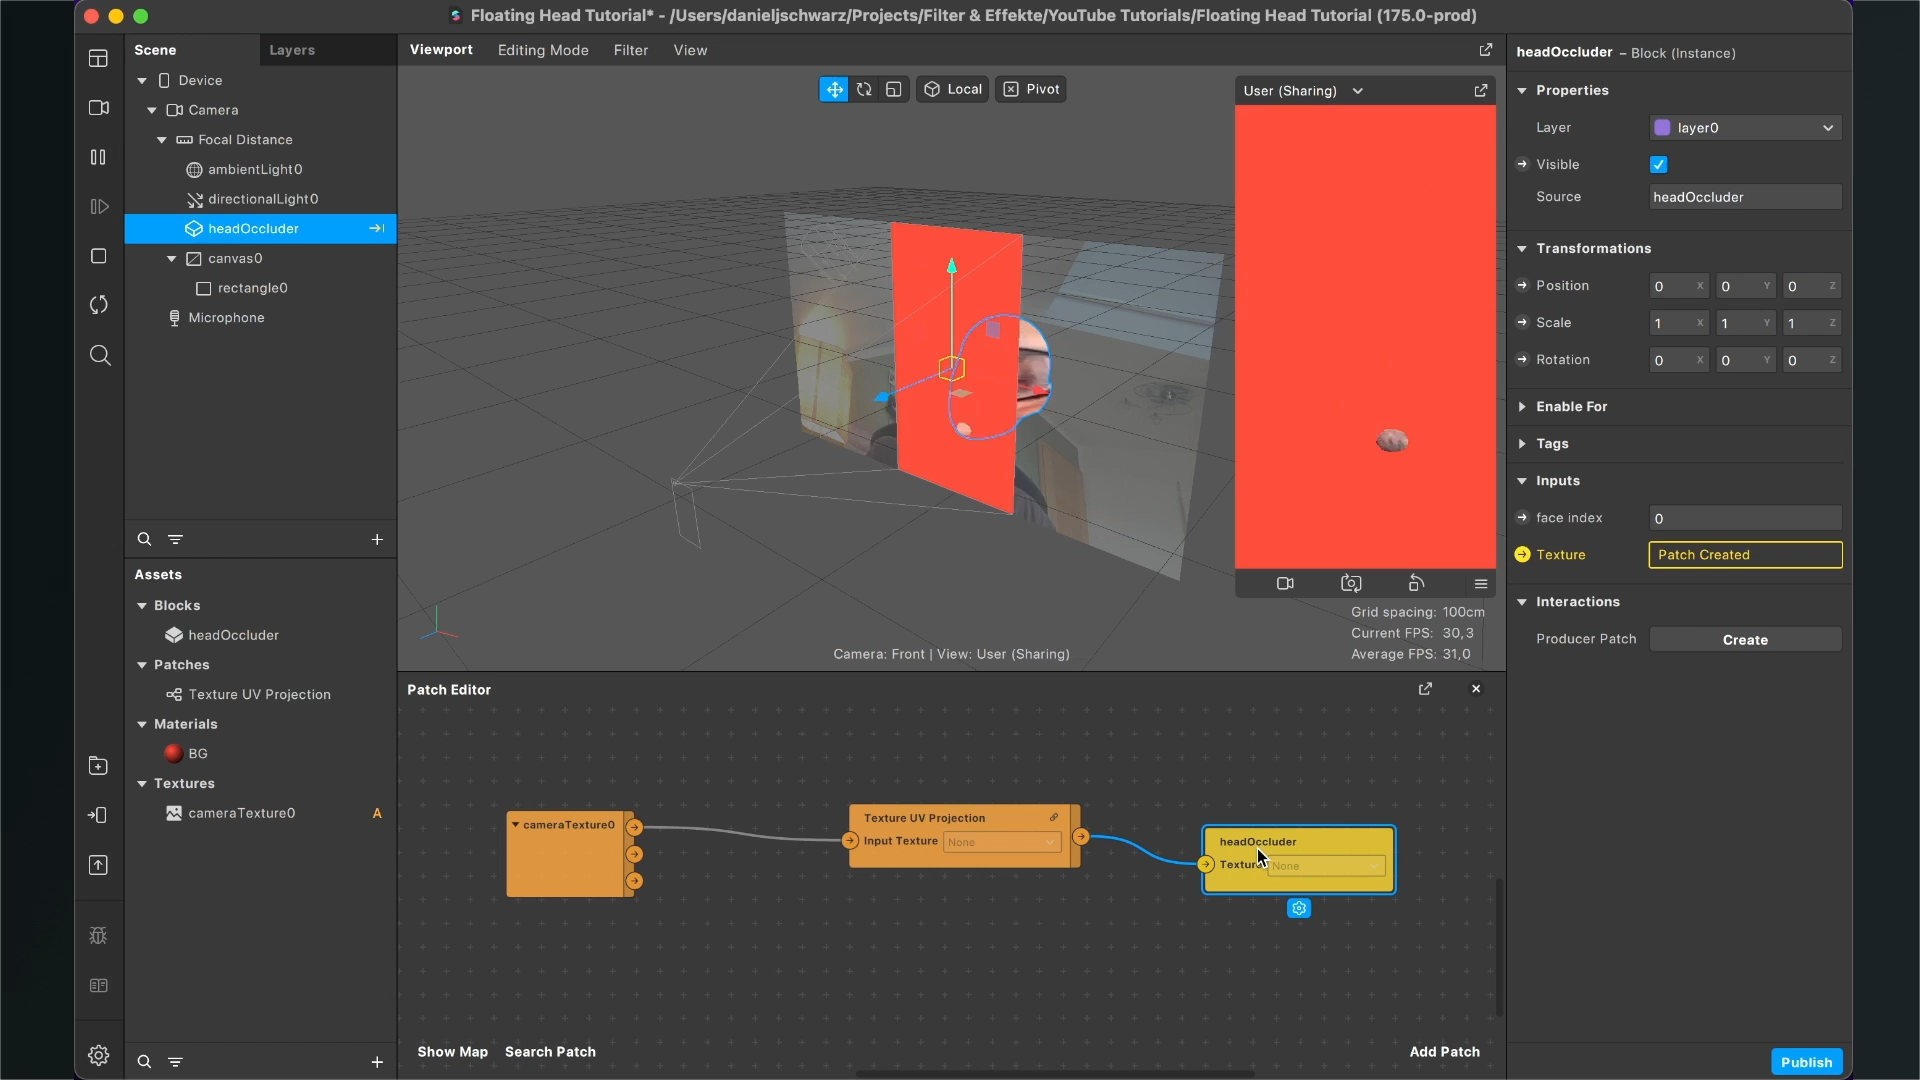 Floating Head Tutorial* - /Users/danieljschwarz/Projects/Filter & Effekte/YouTube Tutorials/Floating Head Tutorial (175.0-prod)
Scene
Layers
Device
Camera
Focal Distance
ambientLight0
directionalLight0
headOccluder
canvas0
rectangle0
Microphone
Assets
Blocks
headOccluder
Patches
Texture UV Projection
Materials
BG
Textures
cameraTexture0 A
Viewport Editing Mode Filter View
Local
Pivot
User (Sharing)
Grid spacing: 100cm
Current FPS: 30,3
Average FPS: 31,0
Camera: Front | View: User (Sharing)
Patch Editor
cameraTexture0
Texture UV Projection
Input Texture None
headOccluder
Texture None
Show Map Search Patch
Add Patch
headOccluder – Block (Instance)
Properties
Layer layer0
Visible
Source headOccluder
Transformations
Position 0 X 0 Y 0 Z
Scale 1 X 1 Y 1 Z
Rotation 0 X 0 Y 0 Z
Enable For
Tags
Inputs
face index 0
Texture Patch Created
Interactions
Producer Patch Create
Publish